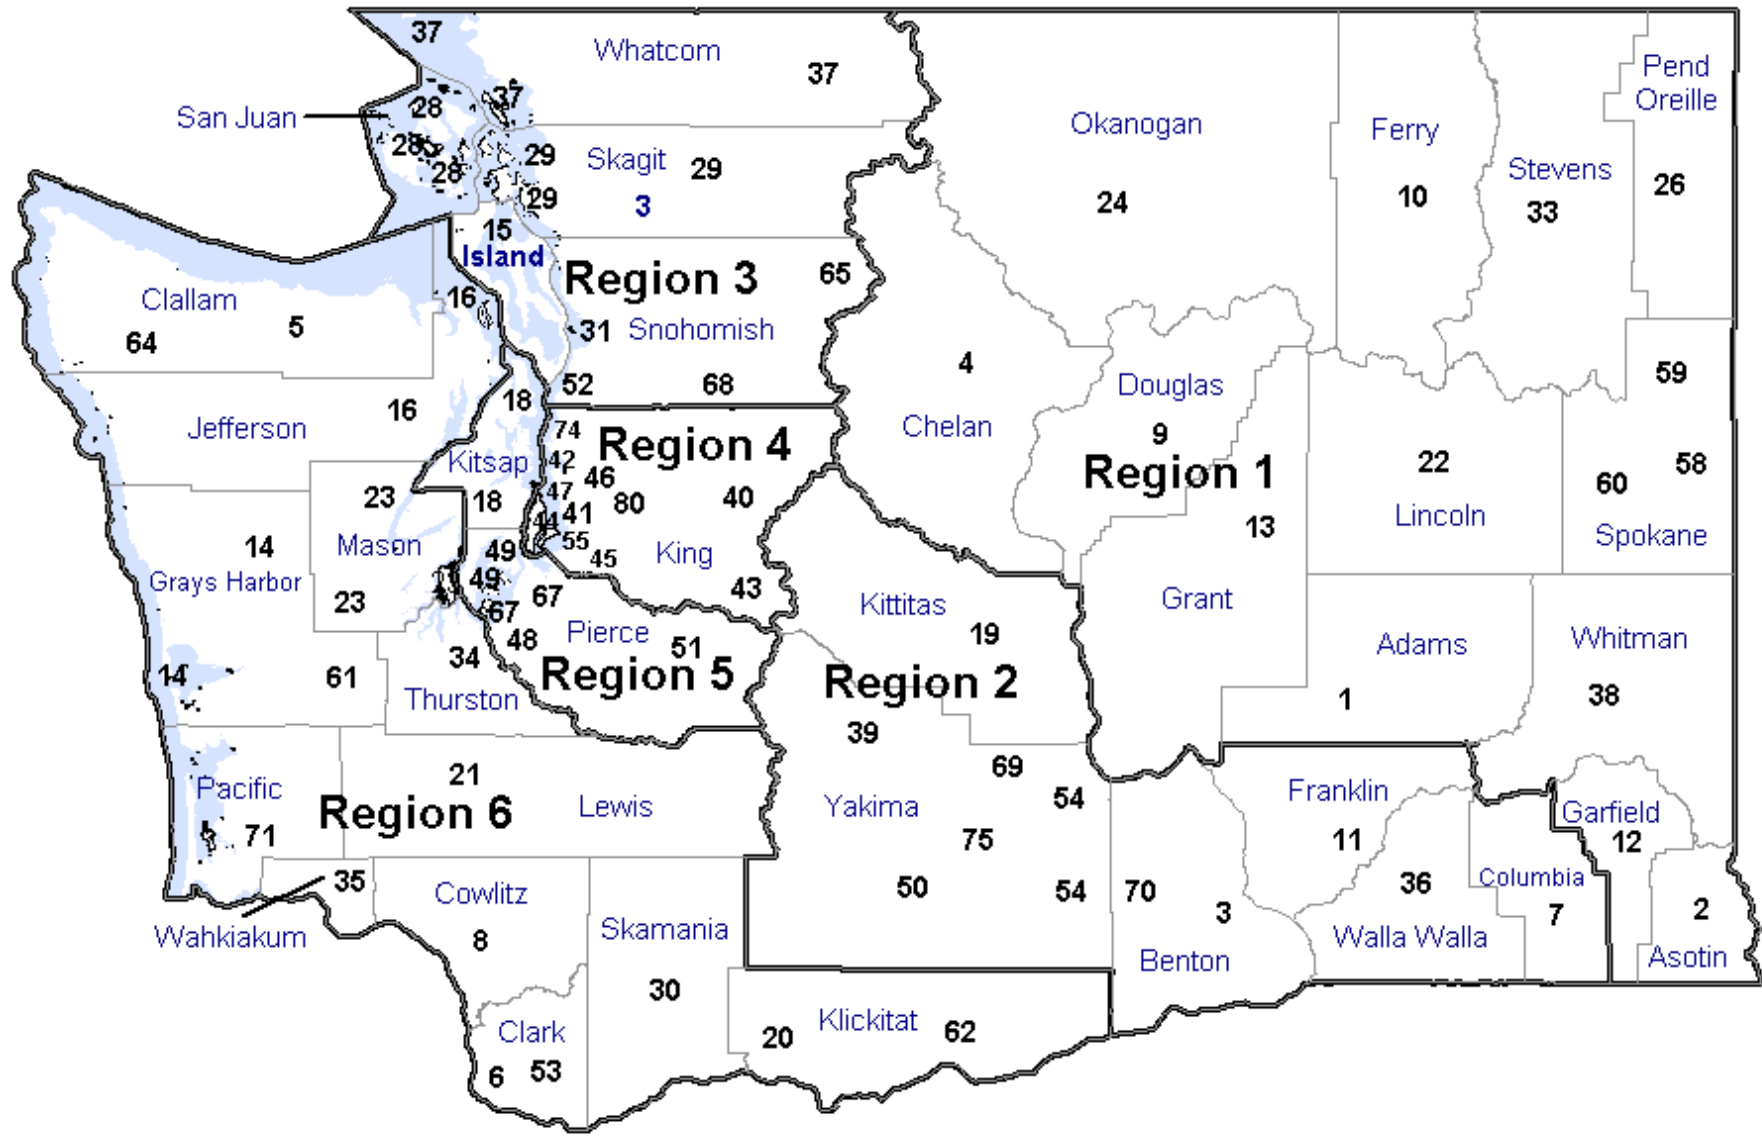 37
Whatcom
37
Pend
Oreille
San Juan
28
37
Okanogan
Ferry
28
28
29
Skagit
29
Stevens
26
29
3
24
10
33
15
Island
Region 3
65
Clallam
16
5
64
31
Snohomish
4
59
52
68
18
Douglas
16
Jefferson
74
Region 4
Chelan
9
Kitsap
42
46
Region 1
22
58
23
18
47
80
40
60
44
41
13
Lincoln
Spokane
14
Mason
55
49
45
King
Grays Harbor
49
67
43
Kittitas
Grant
23
67
48
Pierce
51
19
Adams
Whitman
34
14
61
Region 5
Region 2
1
38
Thurston
39
21
69
Pacific
Region 6
Lewis
Yakima
54
Franklin
Garfield
71
75
11
12
35
50
54
70
36
Columbia
Cowlitz
3
7
2
Wahkiakum
8
Skamania
Walla Walla
Benton
Asotin
30
Clark
20
Klickitat
62
6
53